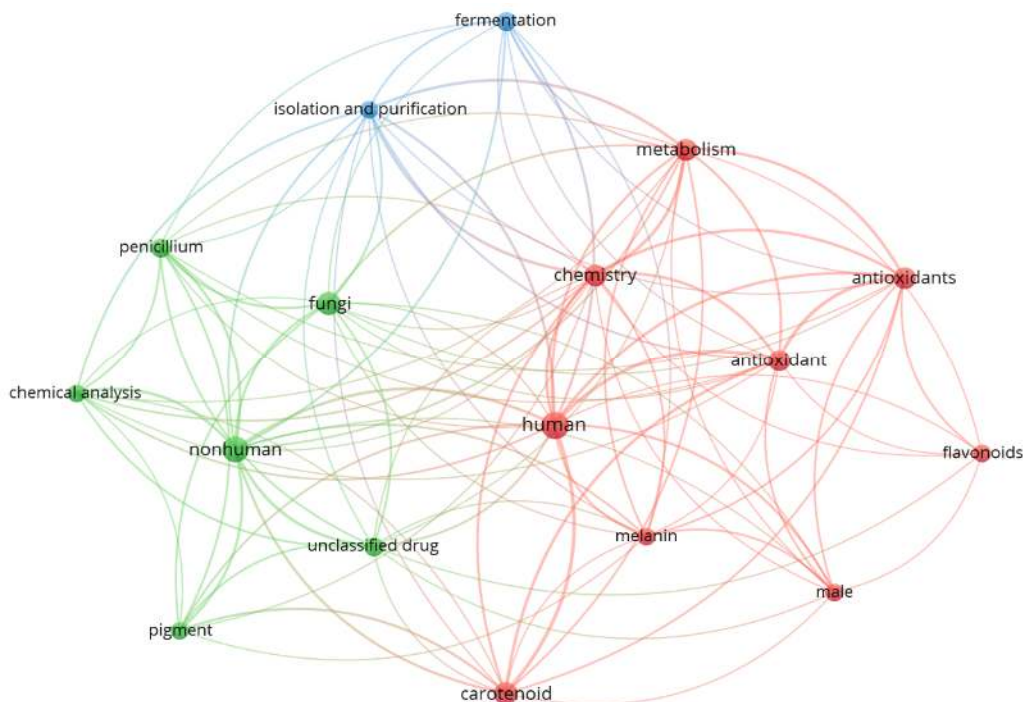 fermentation
isolation and purification
metabolism
penicillium
chemistry
antioxidants
fungi
antioxidant
chemical analysis
human
nonhuman
flavonoids
melanin
unclassified drug
male
pigment
carotenoid